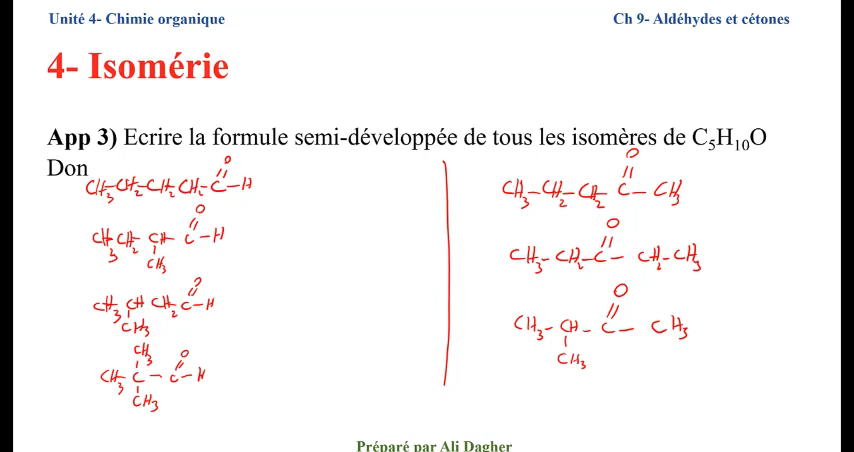 Unité 4- Chimie organique
Ch 9- Aldéhydes et cétones
4- Isomérie
App 3) Ecrire la formule semi-développée de tous les isomères de C₅H₁₀O
Don
O
CH₃-CH₂-CH₂-CH₂-C-H
O
CH₃CH₂ CH C-H
CH₃
O
CH₃ CH CH₂ C-H
CH₃
CH₃ O
CH₃ C - C-H
CH₃
O
CH₃-CH₂-CH₂ C-CH₃
O
CH₃-CH₂-C- CH₂-CH₃
O
CH₃-CH-C- CH₃
CH₃
Préparé par Ali Dagher